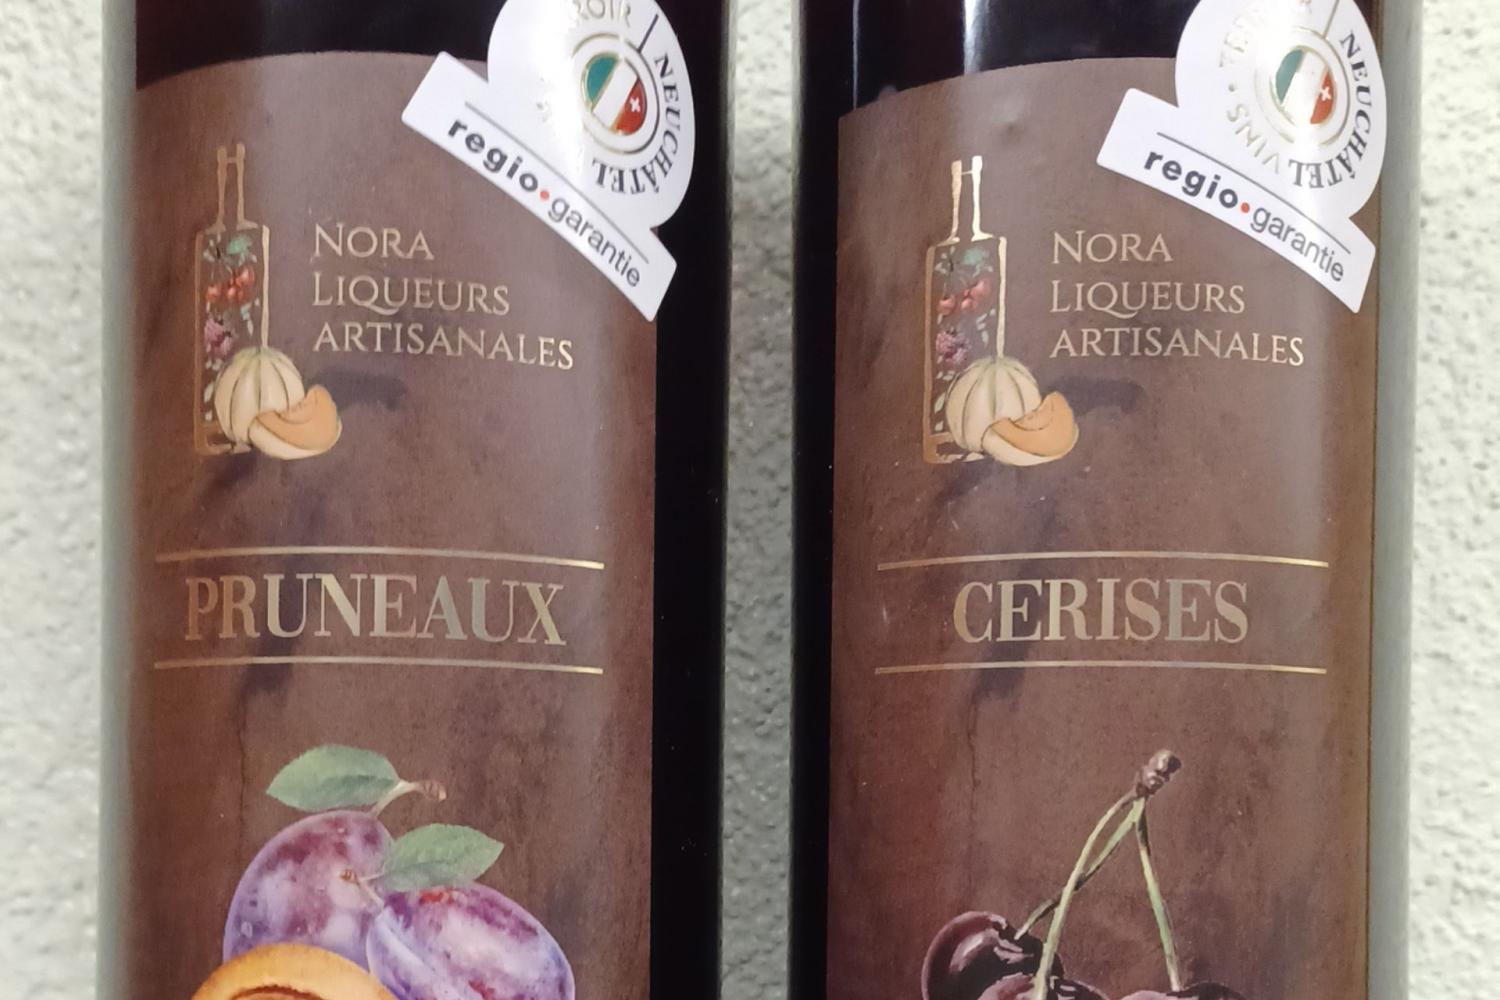 NEUCHÂTEL
regio•garantie
NORA
LIQUEURS
ARTISANALES
PRUNEAUX
VINS • NEUCHÂTEL
regio•garantie
NORA
LIQUEURS
ARTISANALES
CERISES